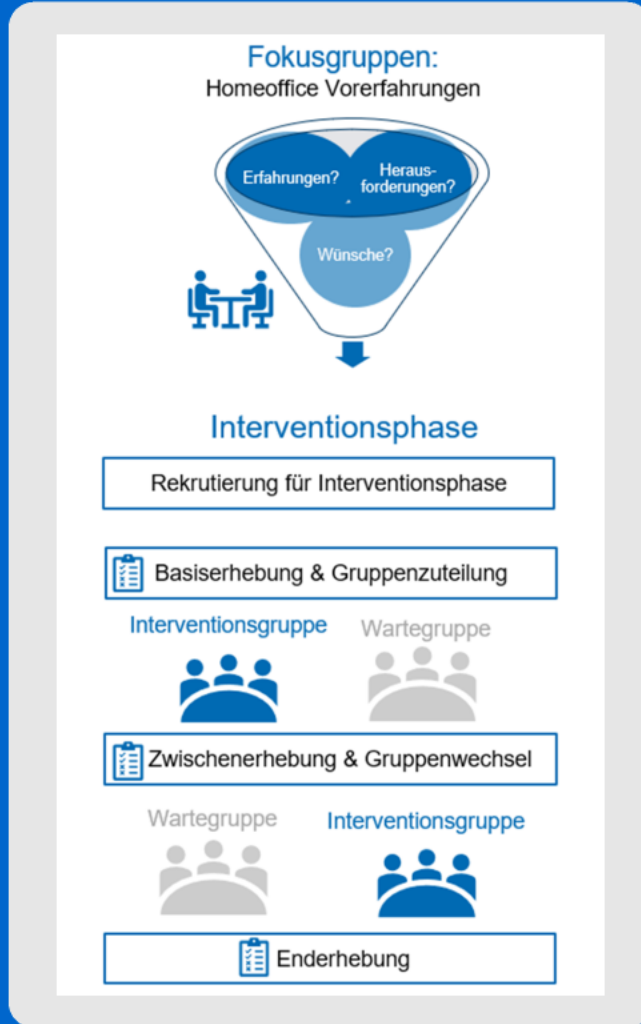 Fokusgruppen:
Homeoffice Vorerfahrungen
Erfahrungen?
Heraus-
forderungen?
Wünsche?
Interventionsphase
Rekrutierung für Interventionsphase
Basiserhebung & Gruppenzuteilung
Interventionsgruppe
Wartegruppe
Zwischenerhebung & Gruppenwechsel
Wartegruppe
Interventionsgruppe
Enderhebung